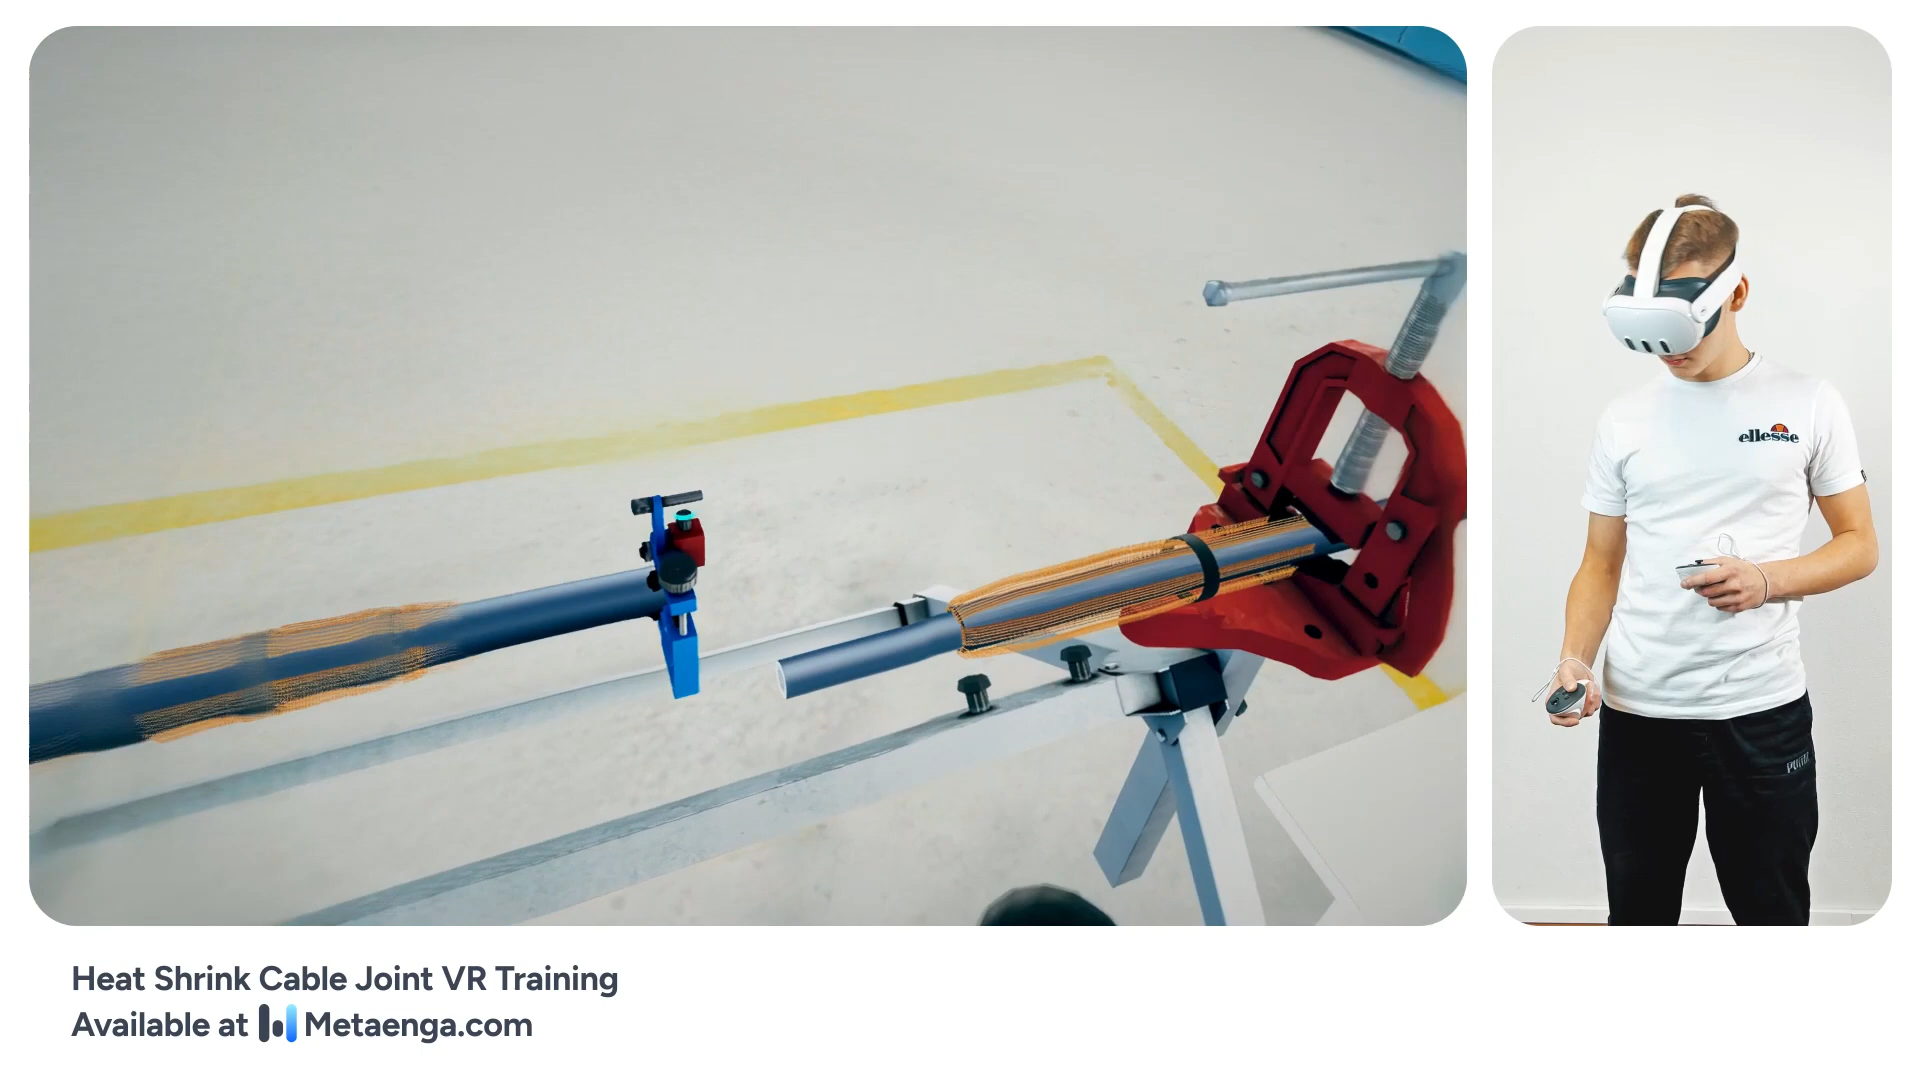 ellesse
PUMA
Heat Shrink Cable Joint VR Training
Available at Metaenga.com